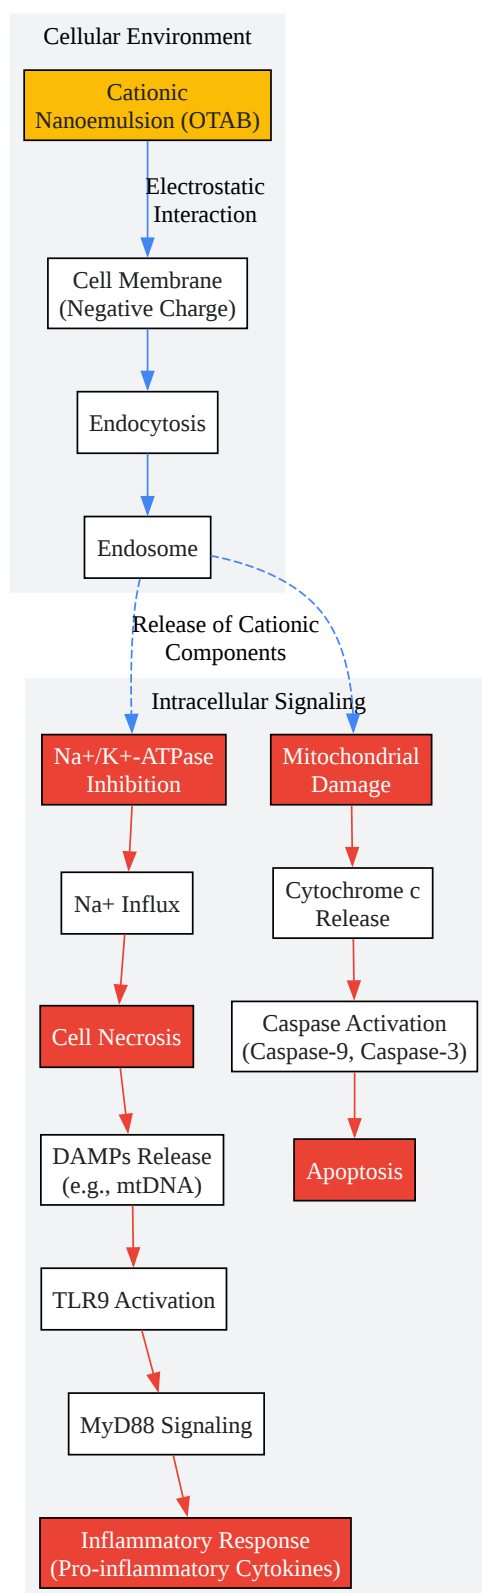 Cellular Environment
Cationic
Nanoemulsion (OTAB)
Electrostatic
Interaction
Cell Membrane
(Negative Charge)
Endocytosis
Endosome
Release of Cationic
Components
Intracellular Signaling
Na+/K+-ATPase
Inhibition
Mitochondrial
Damage
Na+ Influx
Cytochrome c
Release
Cell Necrosis
Caspase Activation
(Caspase-9, Caspase-3)
DAMPs Release
(e.g., mtDNA)
Apoptosis
TLR9 Activation
MyD88 Signaling
Inflammatory Response
(Pro-inflammatory Cytokines)